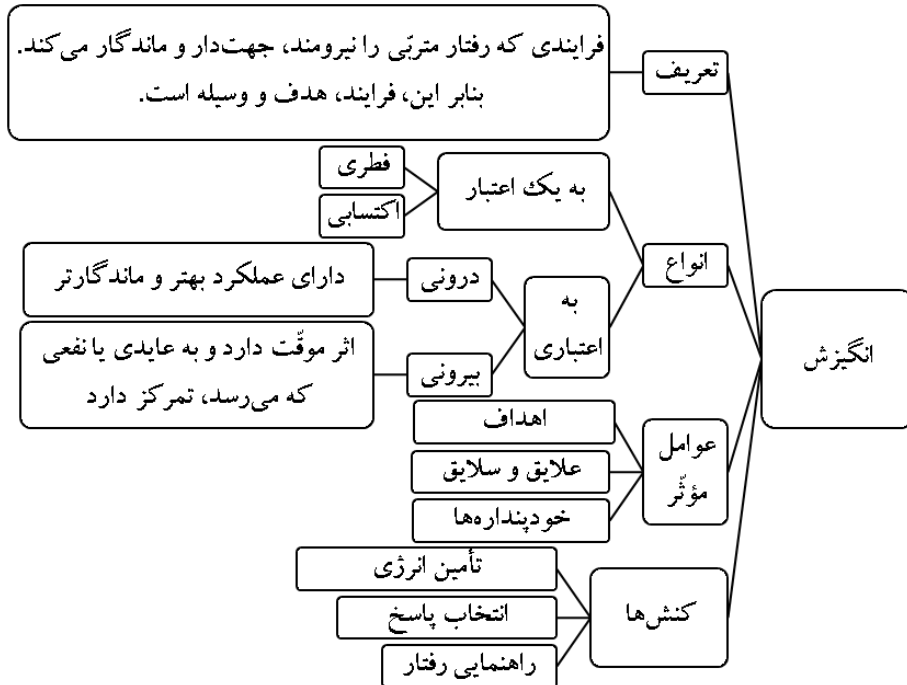 انگیزش
تعریف
فرایندی که رفتار متربّی را نیرومند، جهت‌دار و ماندگار می‌کند.
بنابر این، فرایند، هدف و وسیله است.
انواع
به یك اعتبار
فطری
اکتسابی
به
اعتباری
درونی
دارای عملکرد بهتر و ماندگارتر
بیرونی
اثر موقّت دارد و به عایدی یا نفعی
که می‌رسد، تمرکز دارد
عوامل
مؤثّر
اهداف
علایق و سلایق
خودپنداره‌ها
کنش‌ها
تأمین انرژی
انتخاب پاسخ
راهنمایی رفتار